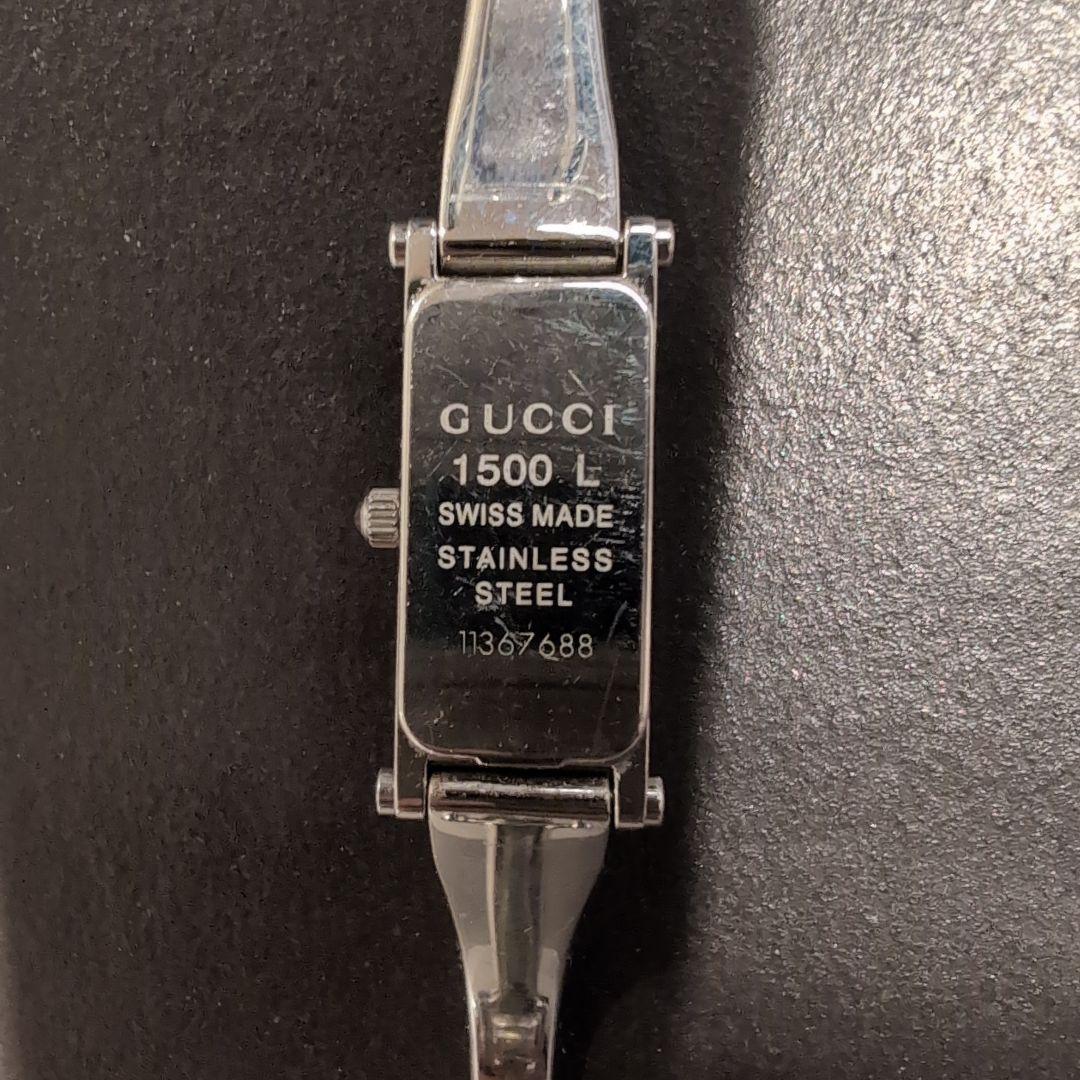 GUCCI
1500 L
SWISS MADE
STAINLESS
STEEL
11367688